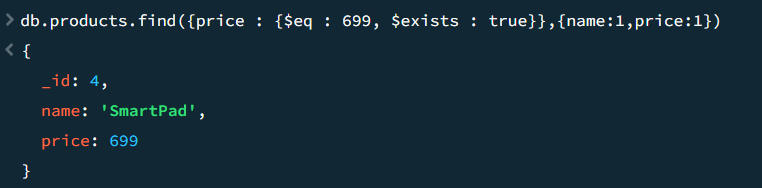 > db.products.find({price : {$eq : 699, $exists : true}},{name:1,price:1})
< {
_id: 4,
name: 'SmartPad',
price: 699
}